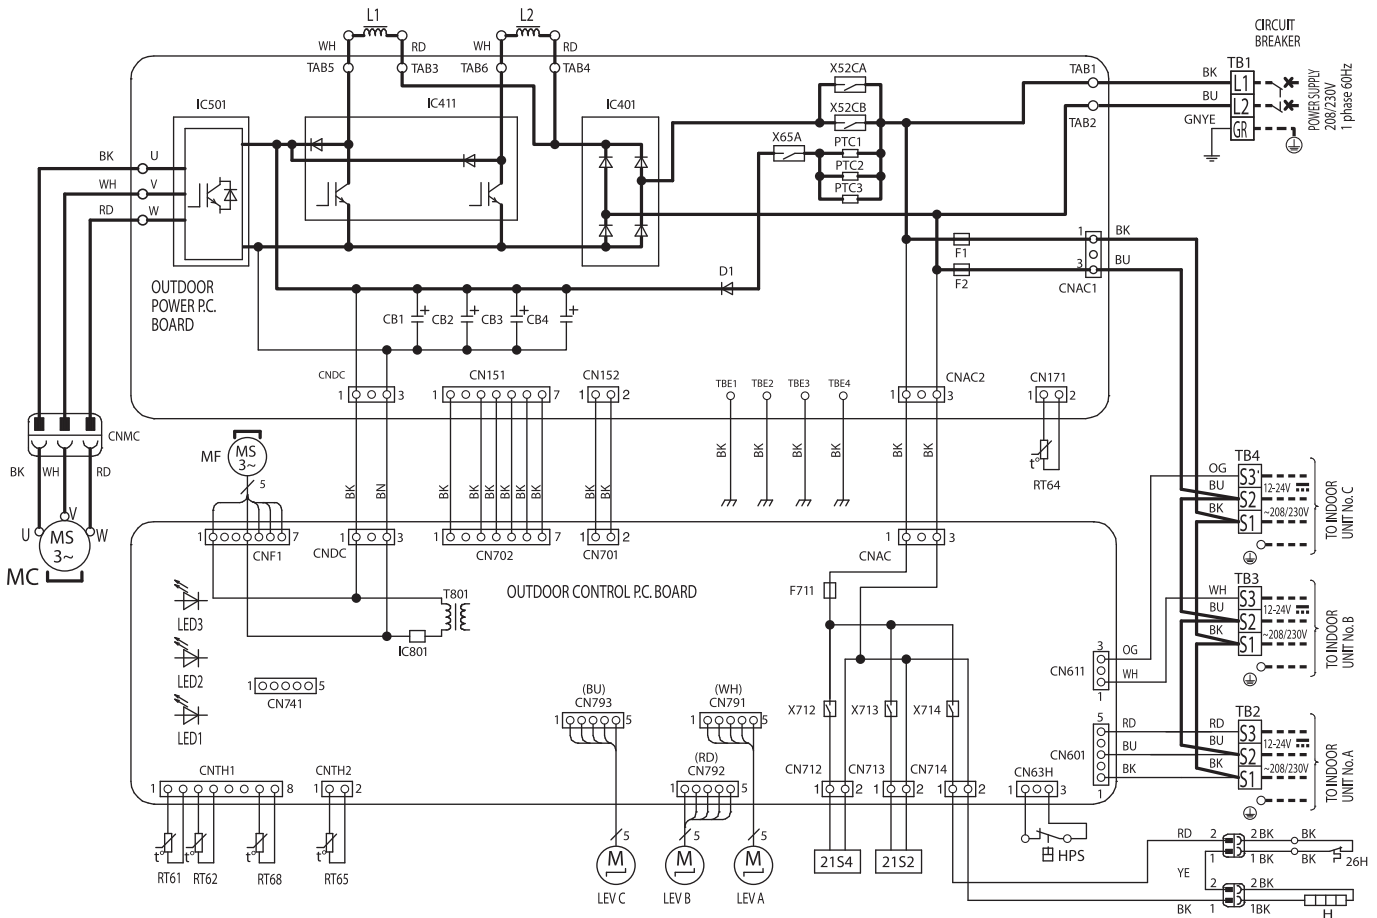 L1
L2
CIRCUIT
BREAKER
WH RD WH RD
TAB5 TAB3 TAB6 TAB4
X52CA
TAB1
BK
TB1
L1
POWER SUPPLY
208/230V
1 phase 60Hz
IC501 IC411 IC401
X52CB
TAB2
BU
L2
GNYE
GR
X65A
PTC1
PTC2
PTC3
BK U
WH V
RD W
1 BK
F1
3 BU
F2
CNAC1
D1
OUTDOOR
POWER P.C.
BOARD
CB1 CB2 CB3 CB4
CNDC CN151 CN152 TBE1 TBE2 TBE3 TBE4 CNAC2 CN171
1 3 1 7 1 2 1 3 1 2
CNMC
BK WH RD
MF
MS
3~
5
BK BN BK BK BK BK BK BK BK BK BK BK BK BK BK BK BK
t°
RT64
U V W
MS
3~
MC
1 7 1 3 1 7 1 2 1 3
CNF1 CNDC CN702 CN701 CNAC
TB4
OG S3'
BU 12-24V
S2
BK ~208/230V
S1
TO INDOOR
UNIT No.C
OUTDOOR CONTROL P.C. BOARD
F711
T801
IC801
LED3
LED2
LED1
TB3
WH S3
BU 12-24V
S2
BK ~208/230V
S1
TO INDOOR
UNIT No.B
3 OG
CN611
WH
1
1 5
CN741
(BU)
CN793
1 5
(WH)
CN791
1 5
(RD)
CN792
1 5
X712 X713 X714
TB2
5 RD RD S3
BU 12-24V
CN601 BU S2
BK ~208/230V
BK S1
1
TO INDOOR
UNIT No.A
CNTH1 CNTH2
1 8 1 2
CN712 CN713 CN714 CN63H
1 2 1 2 1 2 1 3
t° t° t° t°
RT61 RT62 RT68 RT65
5 5 5
M M M
LEV C LEV B LEV A
21S4 21S2
HPS
RD 2 2 BK BK
1 1 BK BK 26H
YE
2 2 BK
BK 1 1BK
H